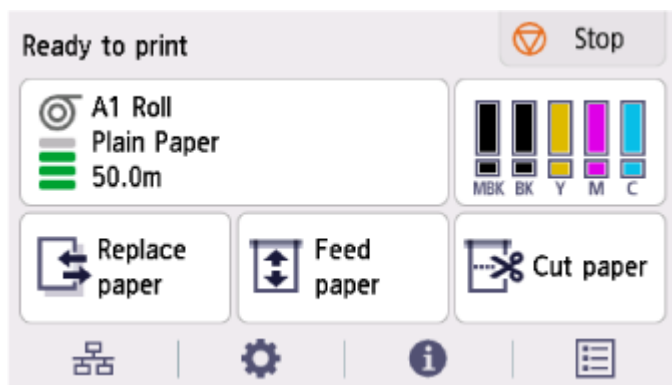 Ready to print
Stop
A1 Roll
Plain Paper
50.0m
MBK BK Y M C
Replace
paper
Feed
paper
Cut paper